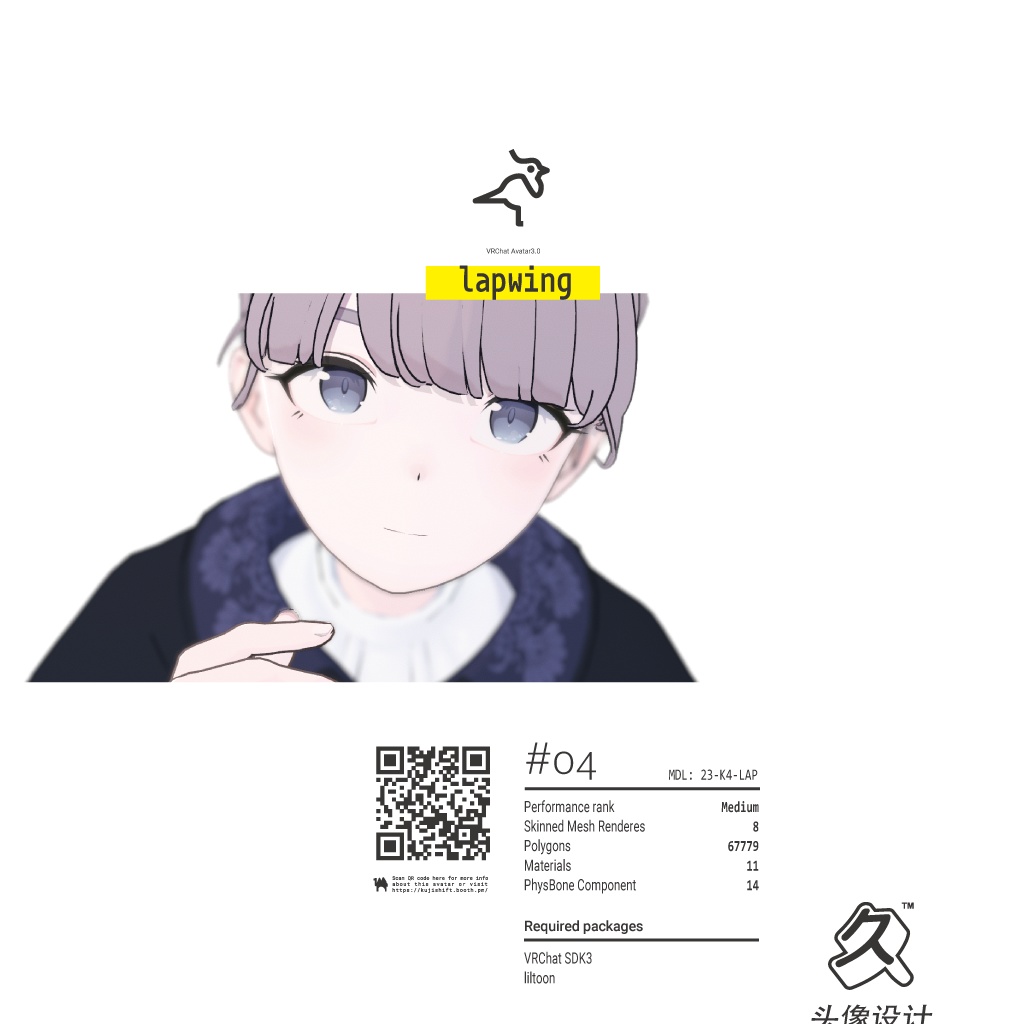 VRChat Avatar3.0
lapwing
#04
MDL: 23-K4-LAP
Performance rank Medium
Skinned Mesh Renderes 8
Polygons 67779
Materials 11
PhysBone Component 14
Scan QR code here for more info
about this avatar or visit
https://kujishift.booth.pm/
Required packages
VRChat SDK3
liltoon
久
TM
头像设计